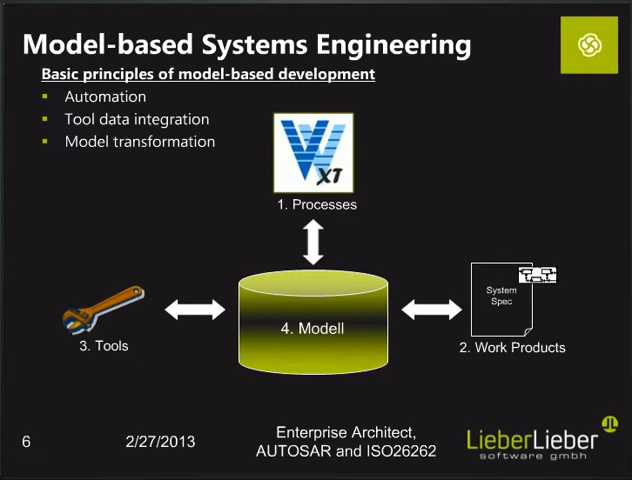 Model-based Systems Engineering
Basic principles of model-based development
Automation
Tool data integration
Model transformation
XT
1. Processes
System
Spec
4. Modell
3. Tools
2. Work Products
6
2/27/2013
Enterprise Architect,
AUTOSAR and ISO26262
LieberLieber
software gmbh